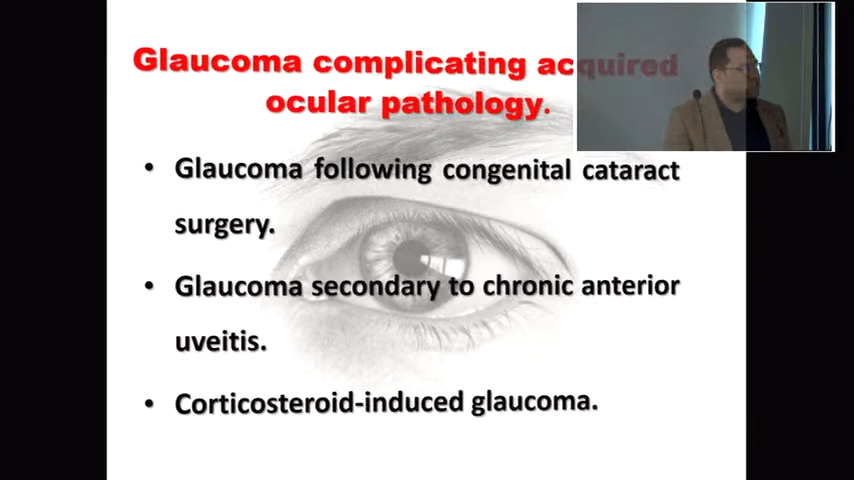 Glaucoma complicating acquired
ocular pathology.
• Glaucoma following congenital cataract
surgery.
• Glaucoma secondary to chronic anterior
uveitis.
• Corticosteroid-induced glaucoma.